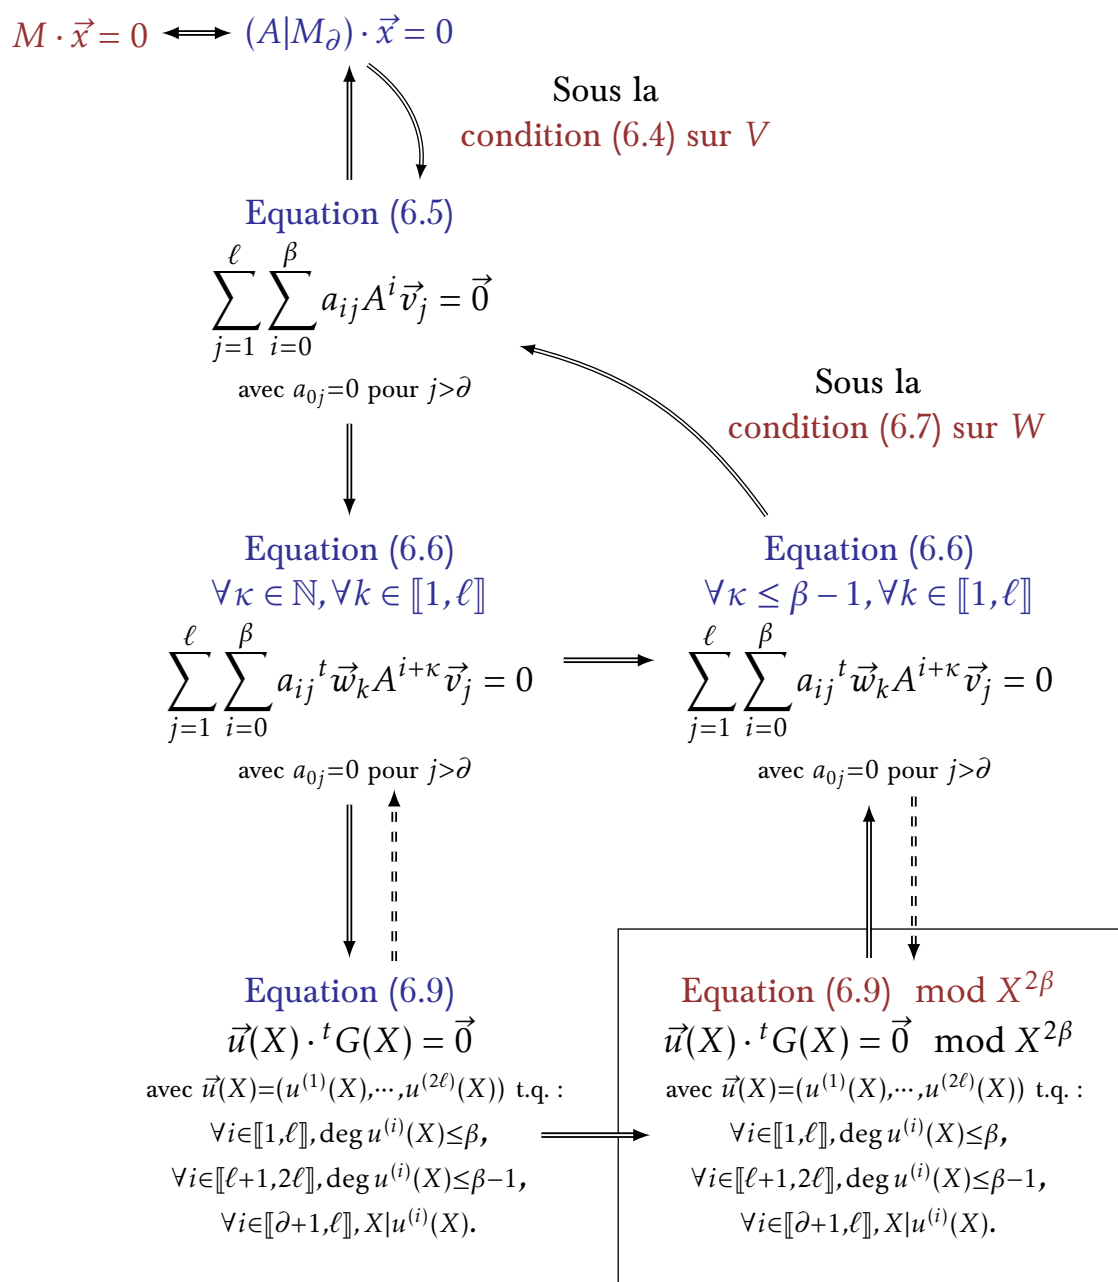 M · x⃗ = 0 ⟺ (A|M∂) · x⃗ = 0
Sous la
condition (6.4) sur V
Equation (6.5)
∑_{j=1}^{ℓ} ∑_{i=0}^{β} a_{ij} A^i v⃗_j = 0⃗
avec a_{0j}=0 pour j>∂
Sous la
condition (6.7) sur W
Equation (6.6)
∀κ ∈ ℕ, ∀k ∈ ⟦1, ℓ⟧
∑_{j=1}^{ℓ} ∑_{i=0}^{β} a_{ij} ^t w⃗_k A^{i+κ} v⃗_j = 0
avec a_{0j}=0 pour j>∂
Equation (6.6)
∀κ ≤ β − 1, ∀k ∈ ⟦1, ℓ⟧
∑_{j=1}^{ℓ} ∑_{i=0}^{β} a_{ij} ^t w⃗_k A^{i+κ} v⃗_j = 0
avec a_{0j}=0 pour j>∂
Equation (6.9)
u⃗(X) · ^tG(X) = 0⃗
avec u⃗(X)=(u^{(1)}(X),⋯,u^{(2ℓ)}(X)) t.q. :
∀i∈⟦1,ℓ⟧, deg u^{(i)}(X)≤β,
∀i∈⟦ℓ+1,2ℓ⟧, deg u^{(i)}(X)≤β−1,
∀i∈⟦∂+1,ℓ⟧, X|u^{(i)}(X).
Equation (6.9) mod X^{2β}
u⃗(X) · ^tG(X) = 0⃗ mod X^{2β}
avec u⃗(X)=(u^{(1)}(X),⋯,u^{(2ℓ)}(X)) t.q. :
∀i∈⟦1,ℓ⟧, deg u^{(i)}(X)≤β,
∀i∈⟦ℓ+1,2ℓ⟧, deg u^{(i)}(X)≤β−1,
∀i∈⟦∂+1,ℓ⟧, X|u^{(i)}(X).